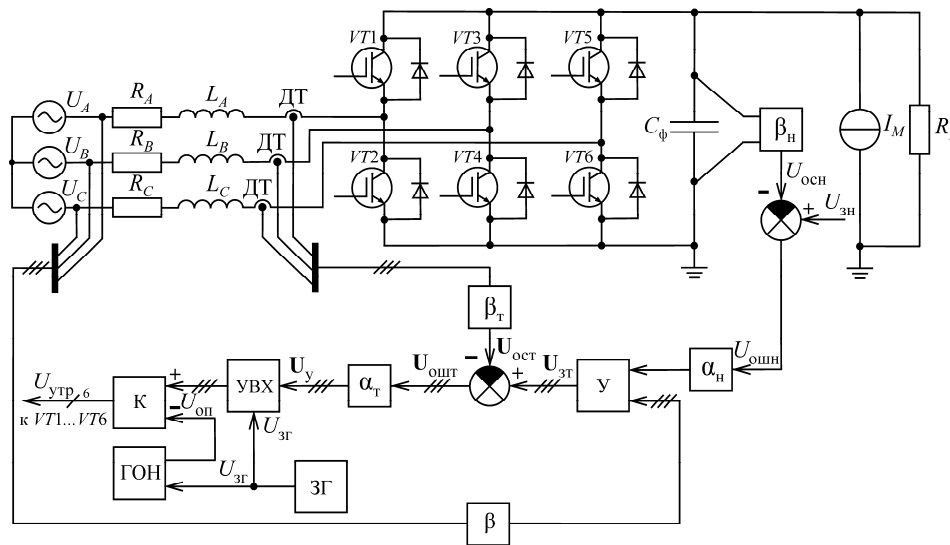 VT1
VT3
VT5
U_A
R_A
L_A
ДТ
U_B
R_B
L_B
ДТ
VT2
VT4
VT6
C_ф
β_н
I_M
R
U_C
R_C
L_C
ДТ
U_осн
-
+
U_зн
β_т
-
U_ост
U_у
U_ошт
+
U_зт
U_ошн
U_утр
6
К
+
УВХ
α_т
У
α_н
к VT1...VT6
-
U_оп
U_зг
ГОН
U_зг
ЗГ
β